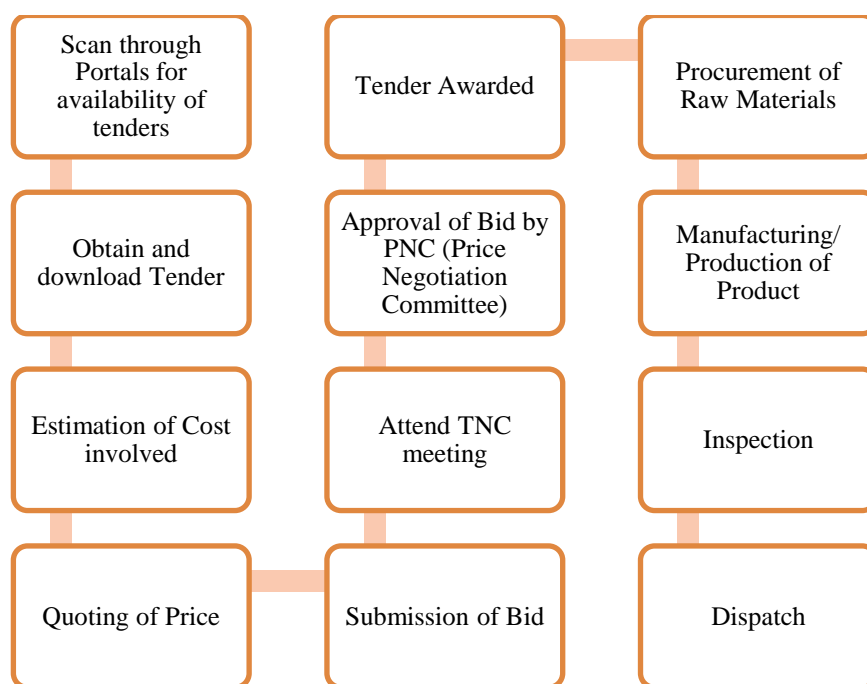 Scan through
Portals for
availability of
tenders
Obtain and
download Tender
Estimation of Cost
involved
Quoting of Price
Submission of Bid
Attend TNC
meeting
Approval of Bid by
PNC (Price
Negotiation
Committee)
Tender Awarded
Procurement of
Raw Materials
Manufacturing/
Production of
Product
Inspection
Dispatch